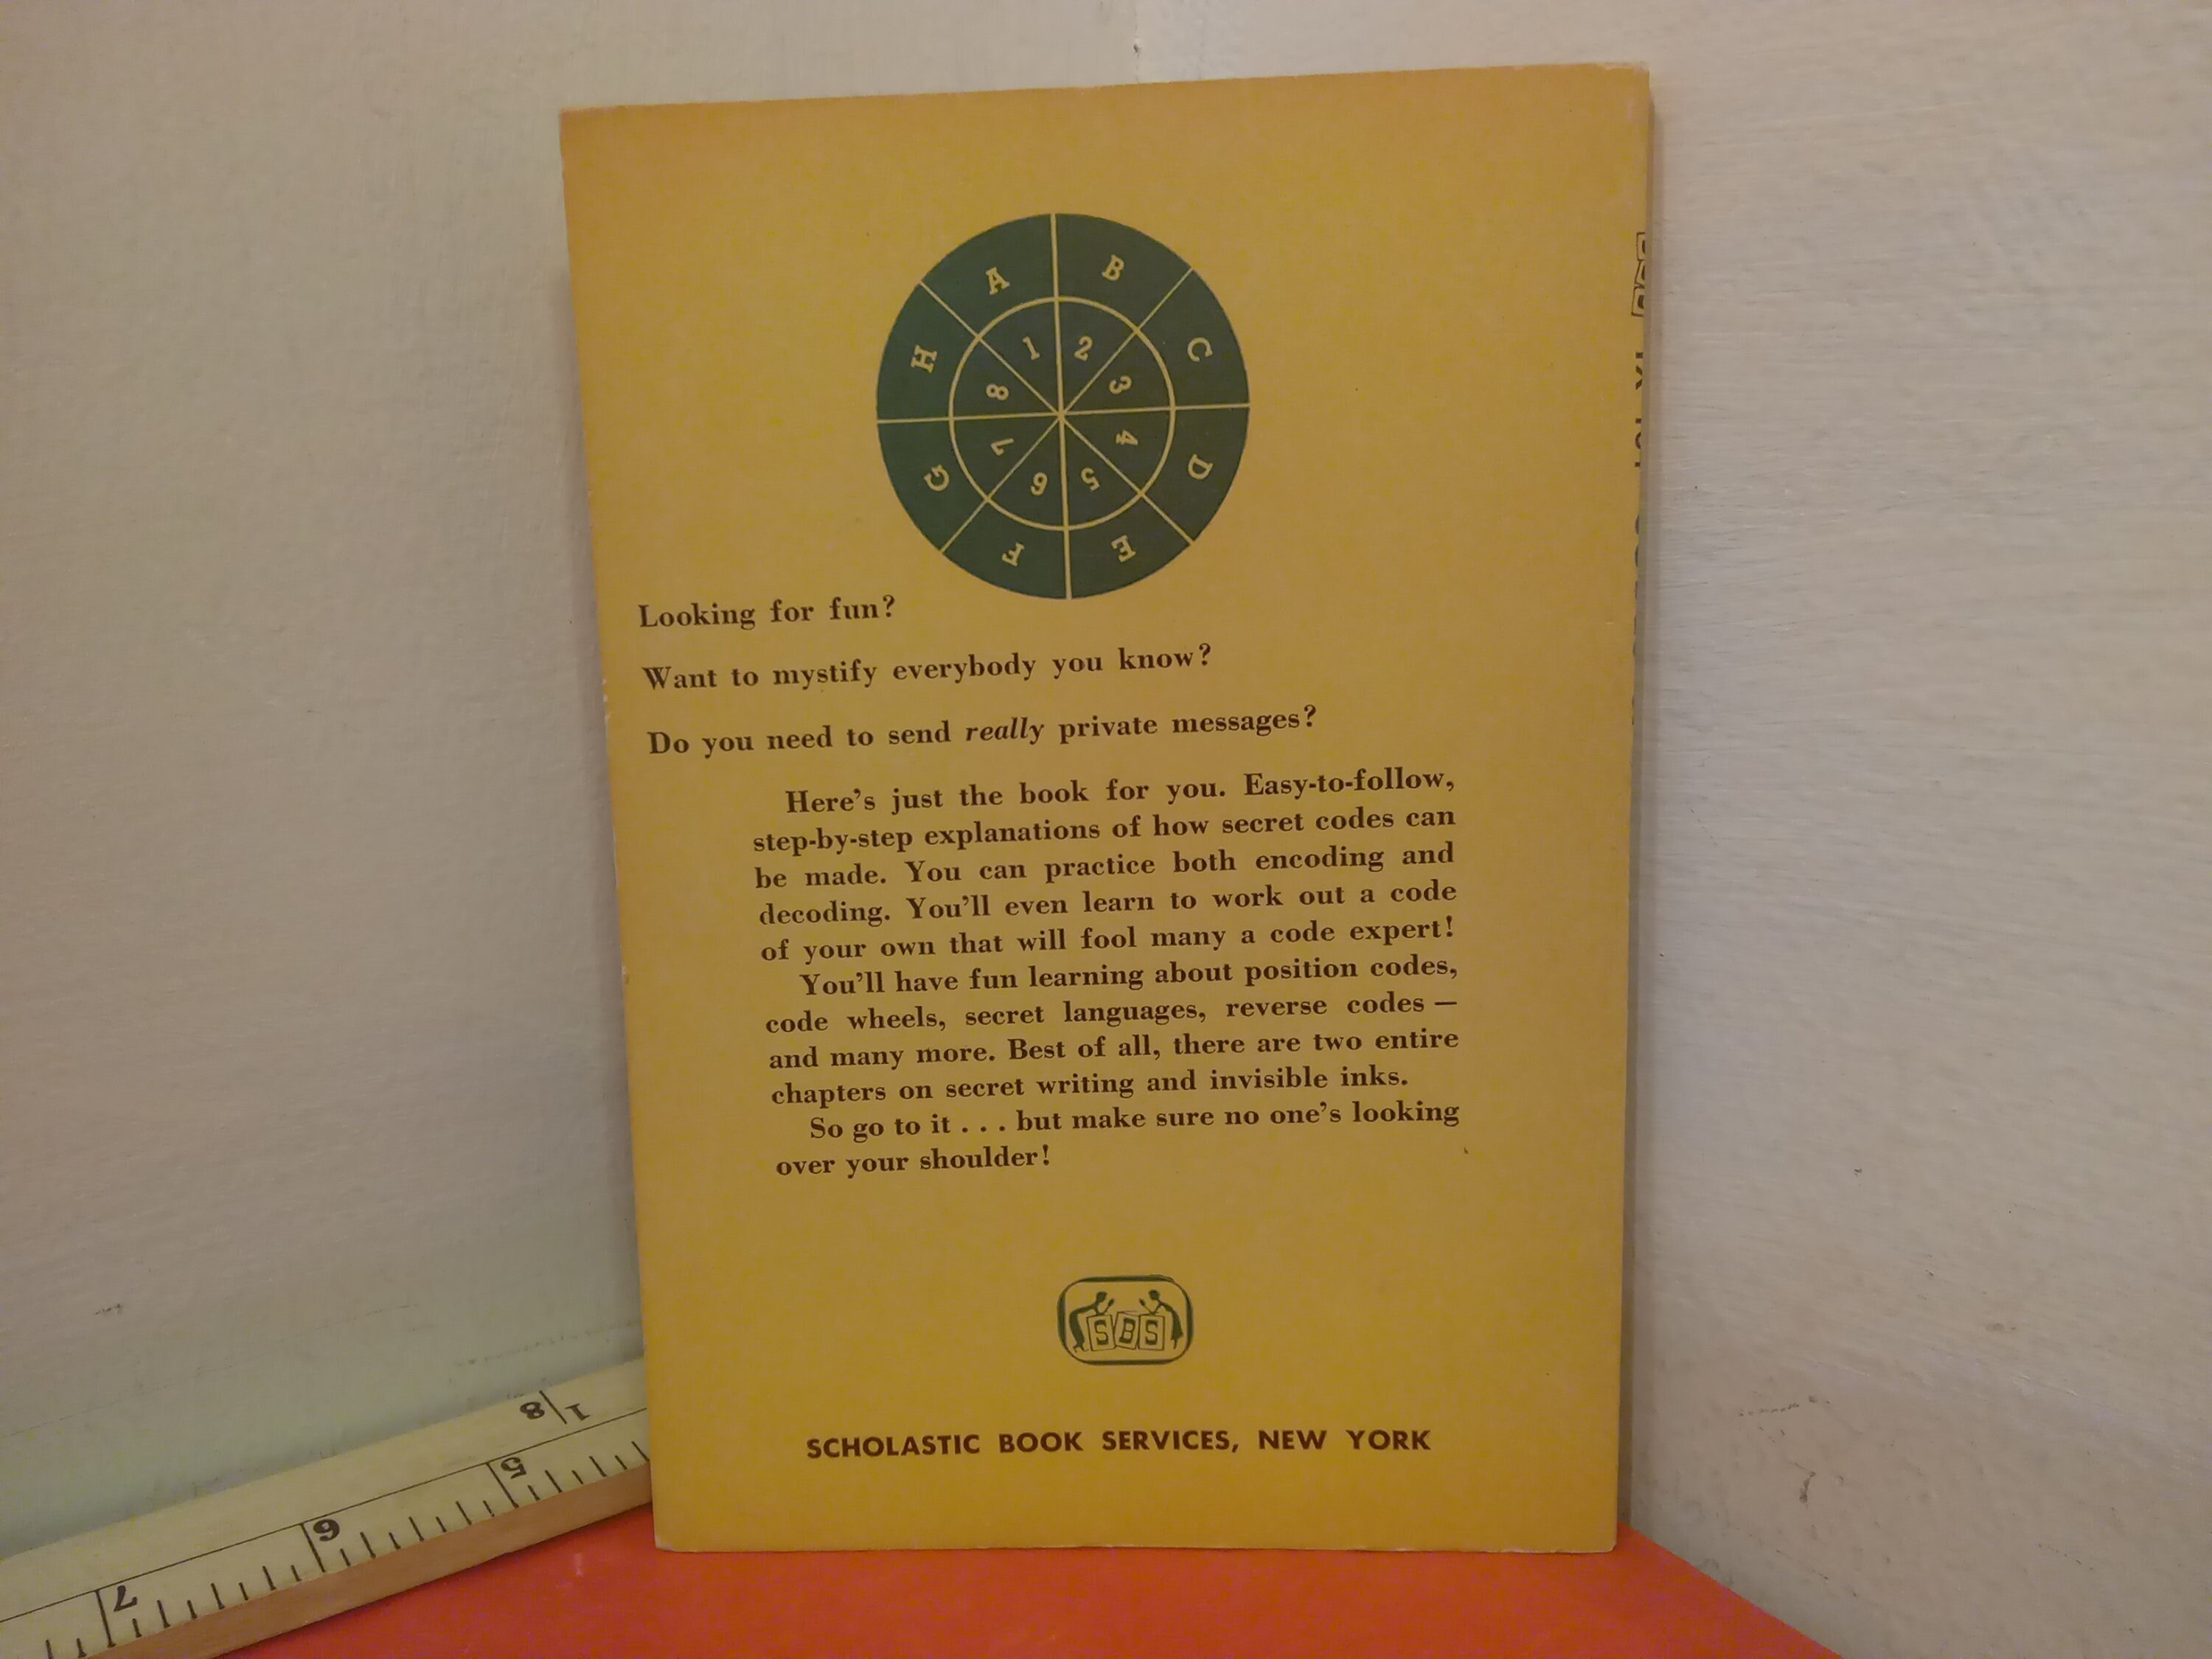 A B C D E F G H
1 2 3 4 5 6 7 8
Looking for fun?
Want to mystify everybody you know?
Do you need to send really private messages?
Here's just the book for you. Easy-to-follow,
step-by-step explanations of how secret codes can
be made. You can practice both encoding and
decoding. You'll even learn to work out a code
of your own that will fool many a code expert!
You'll have fun learning about position codes,
code wheels, secret languages, reverse codes —
and many more. Best of all, there are two entire
chapters on secret writing and invisible inks.
So go to it . . . but make sure no one's looking
over your shoulder!
SBS
SCHOLASTIC BOOK SERVICES, NEW YORK
8 1
5
6
7